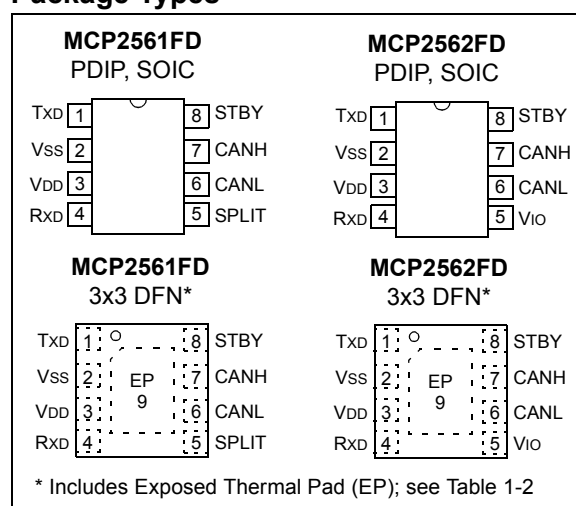 Package Types
MCP2561FD
PDIP, SOIC
TXD 1 8 STBY
VSS 2 7 CANH
VDD 3 6 CANL
RXD 4 5 SPLIT
MCP2562FD
PDIP, SOIC
TXD 1 8 STBY
VSS 2 7 CANH
VDD 3 6 CANL
RXD 4 5 VIO
MCP2561FD
3x3 DFN*
TXD 1 8 STBY
VSS 2 EP 7 CANH
VDD 3 9 6 CANL
RXD 4 5 SPLIT
MCP2562FD
3x3 DFN*
TXD 1 8 STBY
VSS 2 EP 7 CANH
VDD 3 9 6 CANL
RXD 4 5 VIO
* Includes Exposed Thermal Pad (EP); see Table 1-2